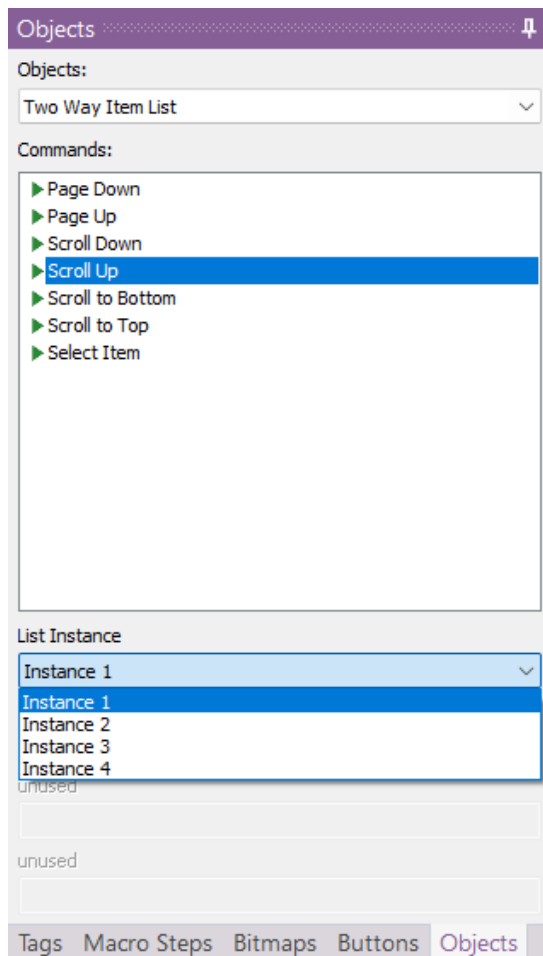 Objects
Objects:
Two Way Item List
Commands:
Page Down
Page Up
Scroll Down
Scroll Up
Scroll to Bottom
Scroll to Top
Select Item
List Instance
Instance 1
Instance 1
Instance 2
Instance 3
Instance 4
unused
unused
Tags Macro Steps Bitmaps Buttons Objects